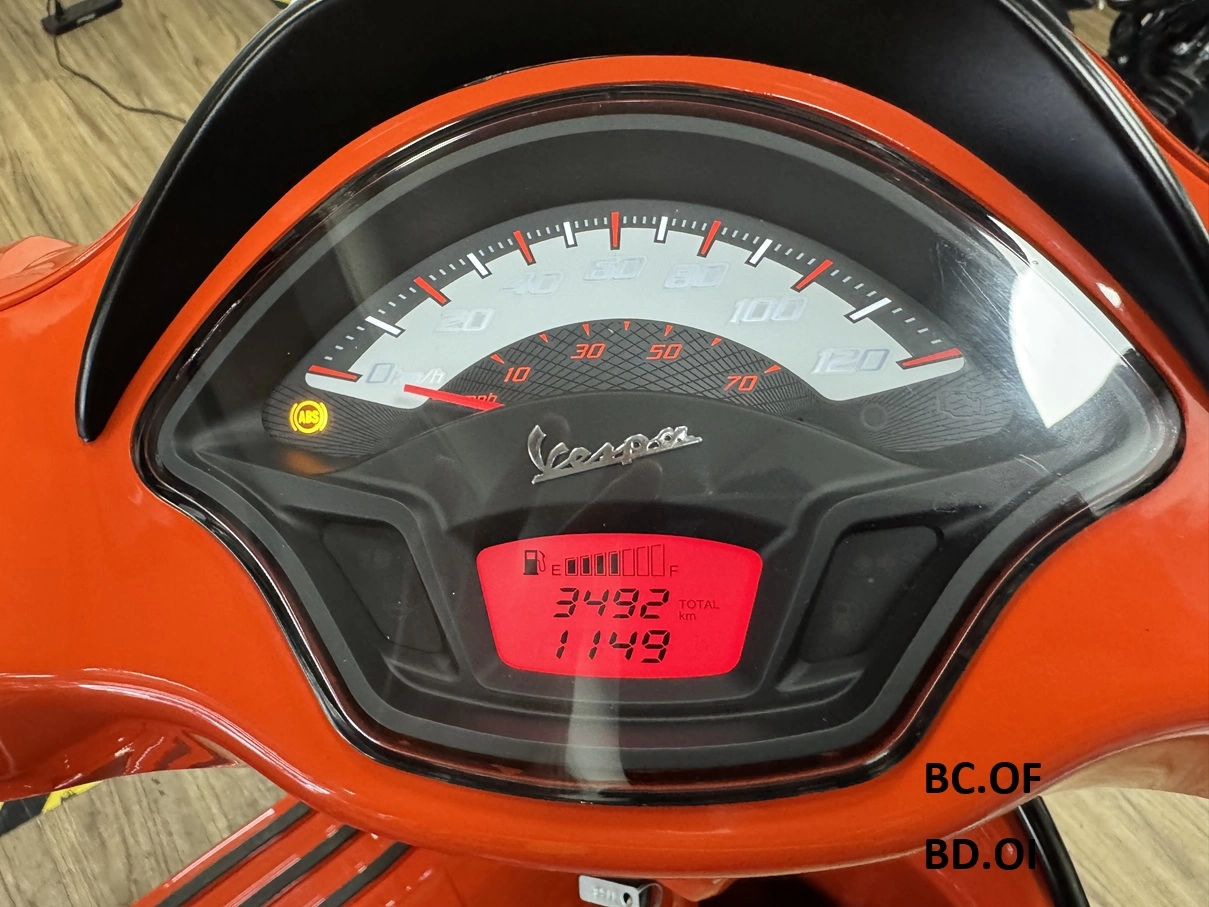 40 60 80
20 100
0 km/h 120
30 50
10 70
mph
ABS
Vespa
E F
3492 TOTAL
km
1149
BC.OF
BD.OI